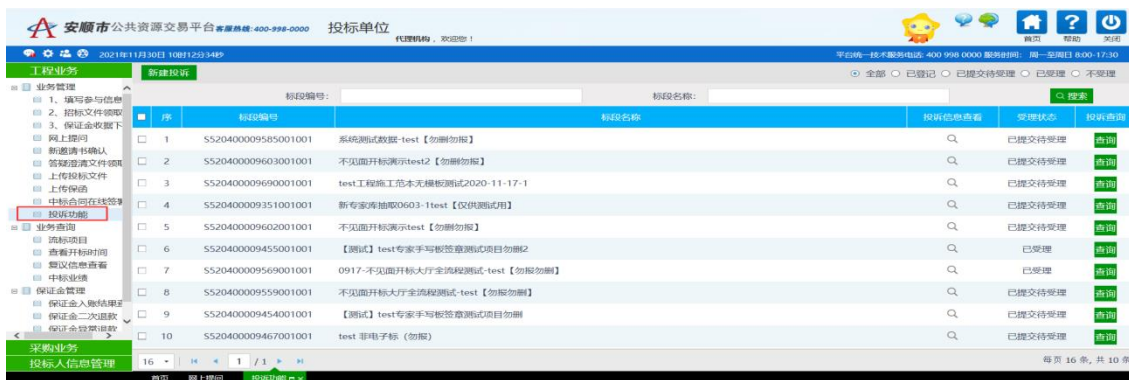 安顺市公共资源交易平台客服热线:400-998-0000 投标单位
代理机构，欢迎您！
首页 帮助 关闭
2021年11月30日 10时12分34秒 平台统一技术服务电话: 400 998 0000 服务时间: 周一至周日 8:00-17:30
工程业务 新建投诉 全部 已登记 已提交待受理 已受理 不受理
标段编号: 标段名称: 搜索
业务管理
1、填写参与信息
2、招标文件领取
3、保证金收据下
网上提问
新邀请书确认
答疑澄清文件领取
上传投标文件
上传保函
中标合同在线签署
投诉功能
业务查询
流标项目
查看开标时间
复议信息查看
中标业绩
保证金管理
保证金入账结果查
保证金二次退款
保证金异常退款
采购业务
投标人信息管理
序 标段编号 标段名称 投诉信息查看 受理状态 投诉查询
1 S520400009585001001 系统测试数据-test【勿删勿报】 已提交待受理 查询
2 S520400009603001001 不见面开标演示test2【勿删勿报】 已提交待受理 查询
3 S520400009690001001 test工程施工范本无模板测试2020-11-17-1 已提交待受理 查询
4 S520400009351001001 新专家库抽取0603-1test【仅供测试用】 已提交待受理 查询
5 S520400009602001001 不见面开标演示test【勿删勿报】 已提交待受理 查询
6 S520400009455001001 【测试】test专家手写板签章测试项目勿删2 已受理 查询
7 S520400009569001001 0917-不见面开标大厅全流程测试-test【勿报勿删】 已受理 查询
8 S520400009559001001 不见面开标大厅全流程测试-test【勿报勿删】 已提交待受理 查询
9 S520400009454001001 【测试】test专家手写板签章测试项目勿删 已提交待受理 查询
10 S520400009467001001 test 非电子标（勿报） 已提交待受理 查询
16 1 / 1 每页 16 条, 共 10 条
首页 网上提问 投诉功能